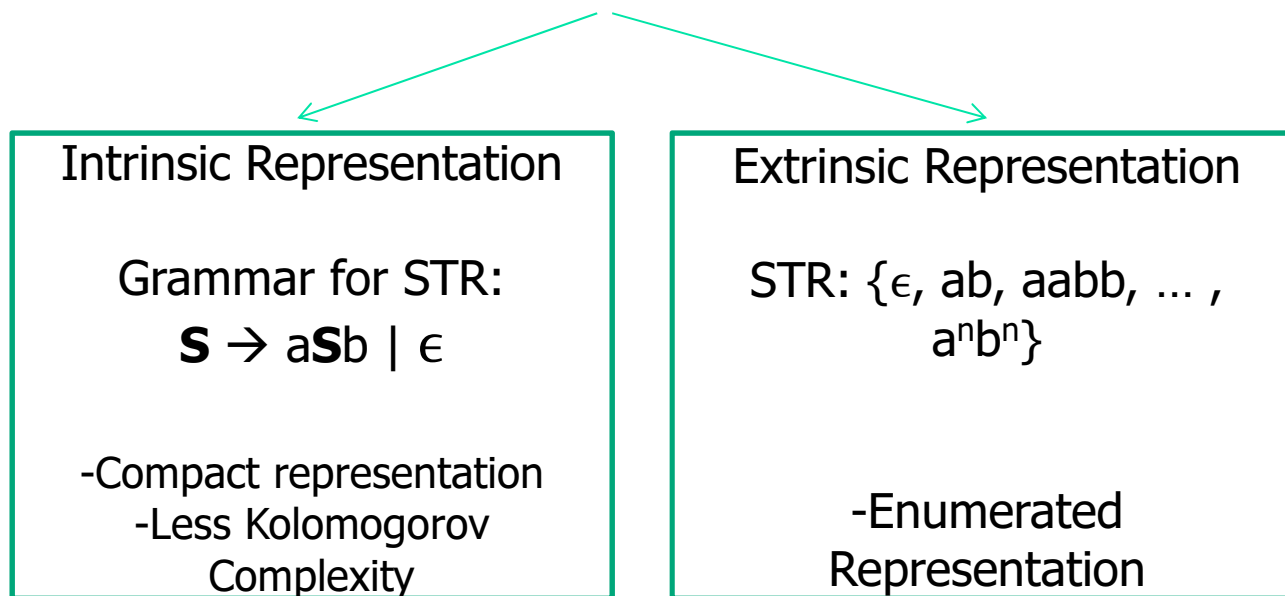 Intrinsic Representation
Grammar for STR:
S → aSb | ϵ
-Compact representation
-Less Kolomogorov
Complexity
Extrinsic Representation
STR: {ϵ, ab, aabb, … ,
aⁿbⁿ}
-Enumerated
Representation